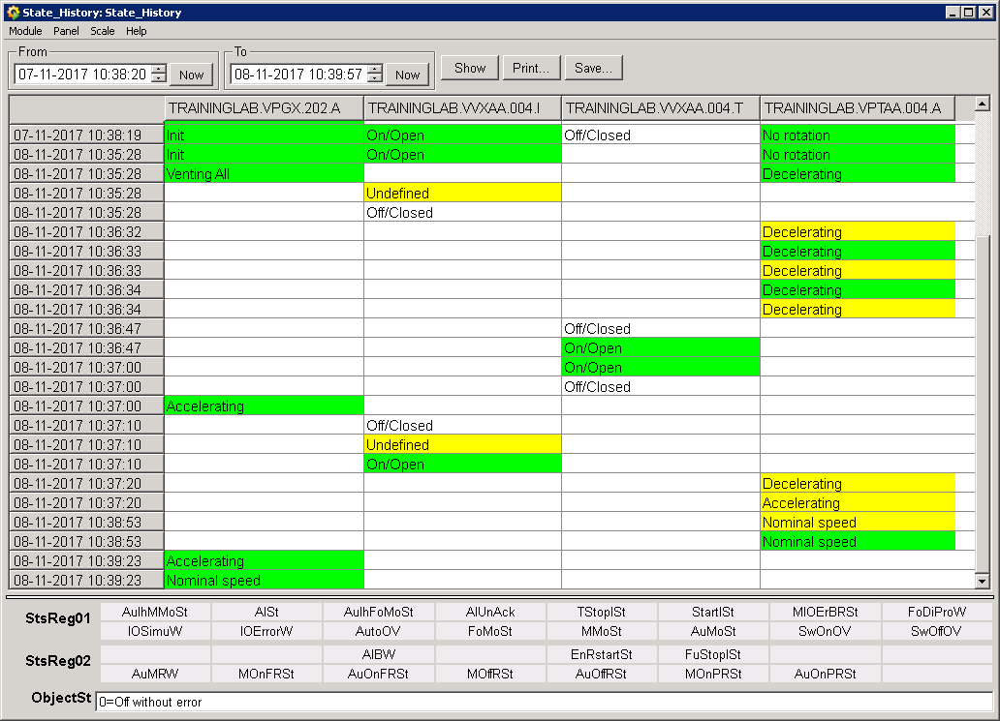 State_History: State_History
Module Panel Scale Help
From To
07-11-2017 10:38:20 Now 08-11-2017 10:39:57 Now Show Print... Save...
TRAININGLAB.VPGX.202.A TRAININGLAB.VVXAA.004.I TRAININGLAB.VVXAA.004.T TRAININGLAB.VPTAA.004.A
07-11-2017 10:38:19 Init On/Open Off/Closed No rotation
08-11-2017 10:35:28 Init On/Open No rotation
08-11-2017 10:35:28 Venting All Decelerating
08-11-2017 10:35:28 Undefined
08-11-2017 10:35:28 Off/Closed
08-11-2017 10:36:32 Decelerating
08-11-2017 10:36:33 Decelerating
08-11-2017 10:36:33 Decelerating
08-11-2017 10:36:34 Decelerating
08-11-2017 10:36:34 Decelerating
08-11-2017 10:36:47 Off/Closed
08-11-2017 10:36:47 On/Open
08-11-2017 10:37:00 On/Open
08-11-2017 10:37:00 Off/Closed
08-11-2017 10:37:00 Accelerating
08-11-2017 10:37:10 Off/Closed
08-11-2017 10:37:10 Undefined
08-11-2017 10:37:10 On/Open
08-11-2017 10:37:20 Decelerating
08-11-2017 10:37:20 Accelerating
08-11-2017 10:38:53 Nominal speed
08-11-2017 10:38:53 Nominal speed
08-11-2017 10:39:23 Accelerating
08-11-2017 10:39:23 Nominal speed
StsReg01 AuIhMMoSt AlSt AuIhFoMoSt AlUnAck TStopISt StartISt MIOErBRSt FoDiProW
IOSimuW IOErrorW AutoOV FoMoSt MMoSt AuMoSt SwOnOV SwOffOV
StsReg02 AlBW EnRstartSt FuStopISt
AuMRW MOnFRSt AuOnFRSt MOffRSt AuOffRSt MOnPRSt AuOnPRSt
ObjectSt 0=Off without error